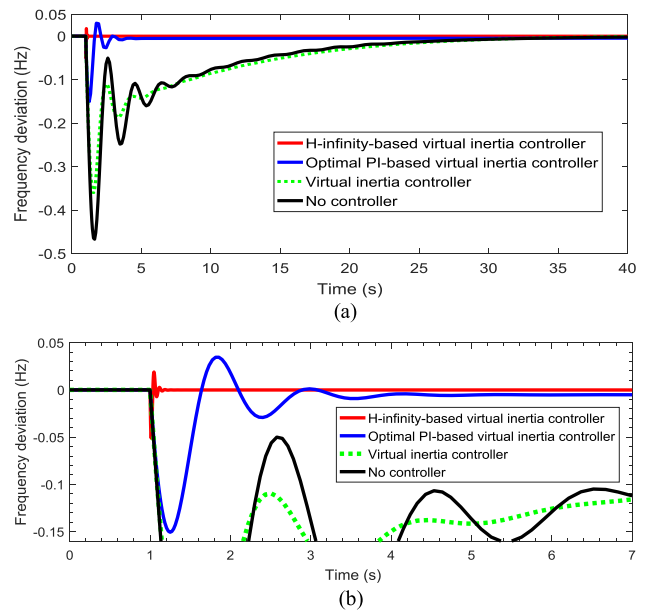 0.05
0
-0.1
-0.2
-0.3
-0.4
-0.5
Frequency deviation (Hz)
H-infinity-based virtual inertia controller
Optimal PI-based virtual inertia controller
Virtual inertia controller
No controller
0 5 10 15 20 25 30 35 40
Time (s)
(a)
0.05
0
-0.05
-0.1
-0.15
Frequency deviation (Hz)
H-infinity-based virtual inertia controller
Optimal PI-based virtual inertia controller
Virtual inertia controller
No controller
0 1 2 3 4 5 6 7
Time (s)
(b)